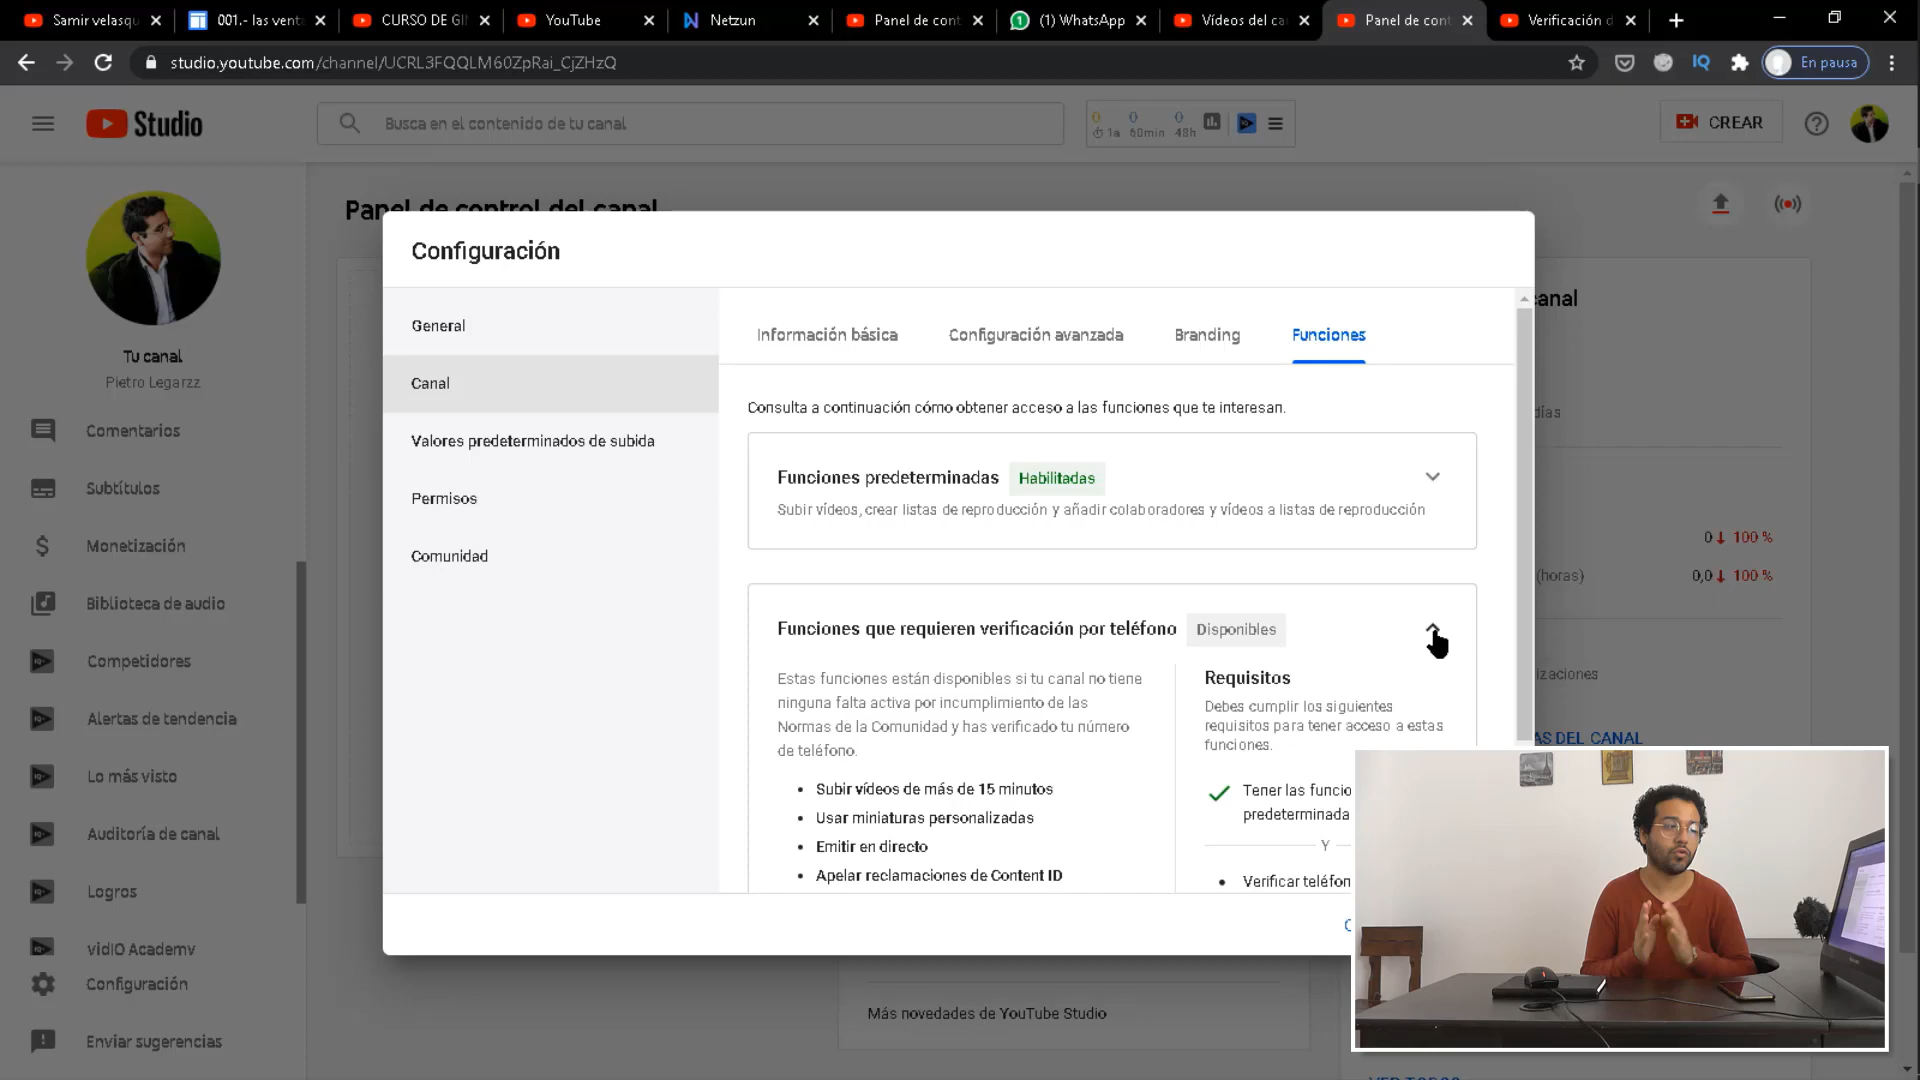 Samir velasqu
001.- las vent
CURSO DE GI
YouTube
Netzun
Panel de cont
(1) WhatsApp
Vídeos del ca
Panel de cont
Verificación d
studio.youtube.com/channel/UCRL3FQQLM60ZpRai_CjZHzQ
IQ
En pausa
Studio
Busca en el contenido de tu canal
0 0 0
1a 60min 48h
CREAR
Panel de control del canal
Tu canal
Pietro Legarzz
Comentarios
Subtítulos
Monetización
Biblioteca de audio
Competidores
Alertas de tendencia
Lo más visto
Auditoría de canal
Logros
vidIQ Academy
Configuración
Enviar sugerencias
Configuración
General
Canal
Valores predeterminados de subida
Permisos
Comunidad
Información básica
Configuración avanzada
Branding
Funciones
Consulta a continuación cómo obtener acceso a las funciones que te interesan.
Funciones predeterminadas
Habilitadas
Subir vídeos, crear listas de reproducción y añadir colaboradores y vídeos a listas de reproducción
Funciones que requieren verificación por teléfono
Disponibles
Estas funciones están disponibles si tu canal no tiene
ninguna falta activa por incumplimiento de las
Normas de la Comunidad y has verificado tu número
de teléfono.
• Subir vídeos de más de 15 minutos
• Usar miniaturas personalizadas
• Emitir en directo
• Apelar reclamaciones de Content ID
Requisitos
Debes cumplir los siguientes
requisitos para tener acceso a estas
funciones.
Tener las funcio
predeterminada
Y
• Verificar teléfon
anal
días
0 ↓ 100 %
(horas)
0,0 ↓ 100 %
izaciones
AS DEL CANAL
Más novedades de YouTube Studio
VER TODOS